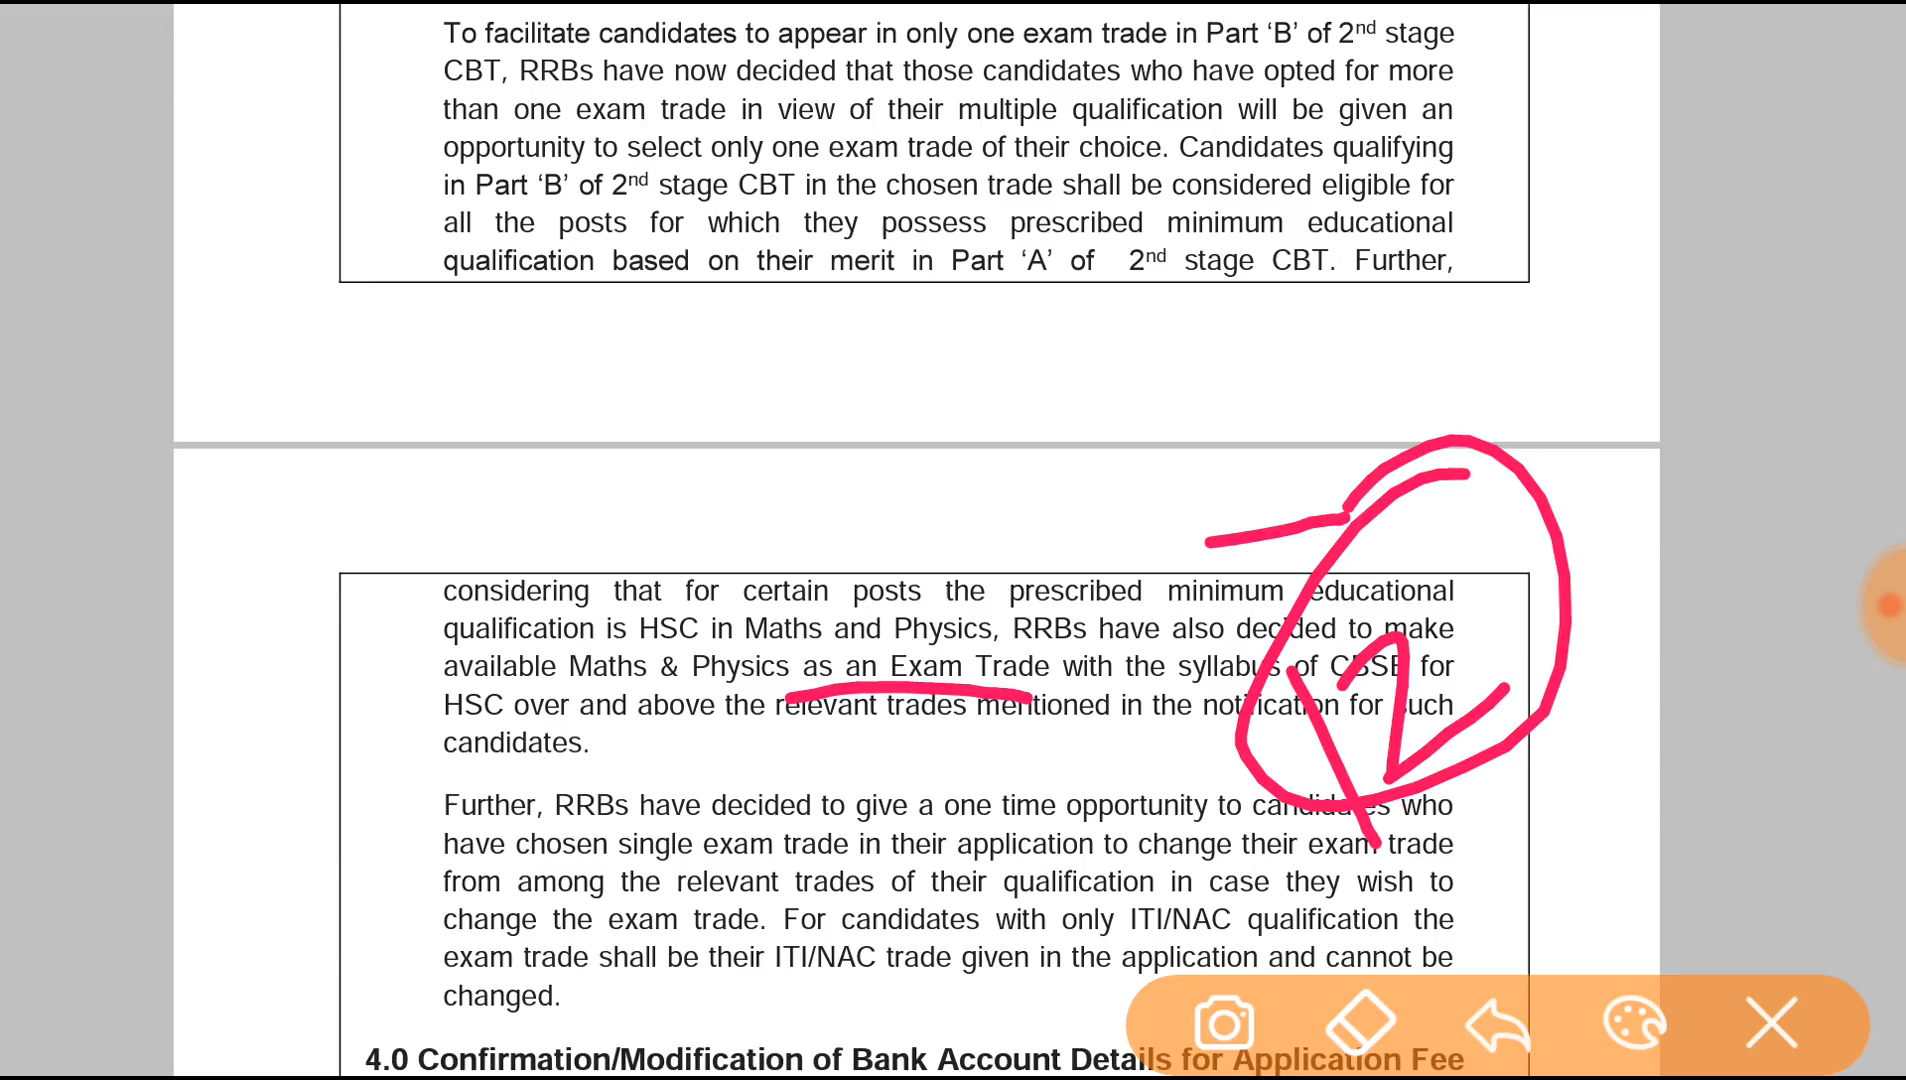 To facilitate candidates to appear in only one exam trade in Part ‘B’ of 2nd stage
CBT, RRBs have now decided that those candidates who have opted for more
than one exam trade in view of their multiple qualification will be given an
opportunity to select only one exam trade of their choice. Candidates qualifying
in Part ‘B’ of 2nd stage CBT in the chosen trade shall be considered eligible for
all the posts for which they possess prescribed minimum educational
qualification based on their merit in Part ‘A’ of 2nd stage CBT. Further,
considering that for certain posts the prescribed minimum educational
qualification is HSC in Maths and Physics, RRBs have also decided to make
available Maths & Physics as an Exam Trade with the syllabus of CBSE for
HSC over and above the relevant trades mentioned in the notification for such
candidates.
Further, RRBs have decided to give a one time opportunity to candidates who
have chosen single exam trade in their application to change their exam trade
from among the relevant trades of their qualification in case they wish to
change the exam trade. For candidates with only ITI/NAC qualification the
exam trade shall be their ITI/NAC trade given in the application and cannot be
changed.
4.0 Confirmation/Modification of Bank Account Details for Application Fee
12